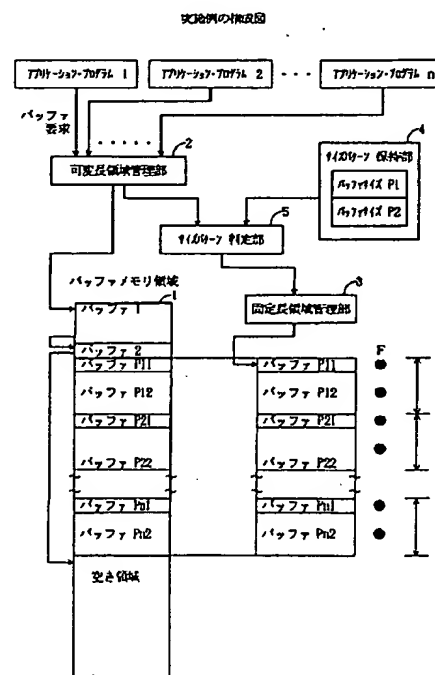 実施例の構成図
アプリケーション・プログラム 1
アプリケーション・プログラム 2
アプリケーション・プログラム n
バッファ
要求
2
可変長領域管理部
4
サイズパターン 保持部
バッファサイズ P1
バッファサイズ P2
5
サイズパターン 判定部
バッファメモリ領域
1
3
固定長領域管理部
バッファ 1
バッファ 2
バッファ P11
バッファ P12
バッファ P21
バッファ P22
バッファ Pn1
バッファ Pn2
空き領域
F
バッファ P11
バッファ P12
バッファ P21
バッファ P22
バッファ Pn1
バッファ Pn2